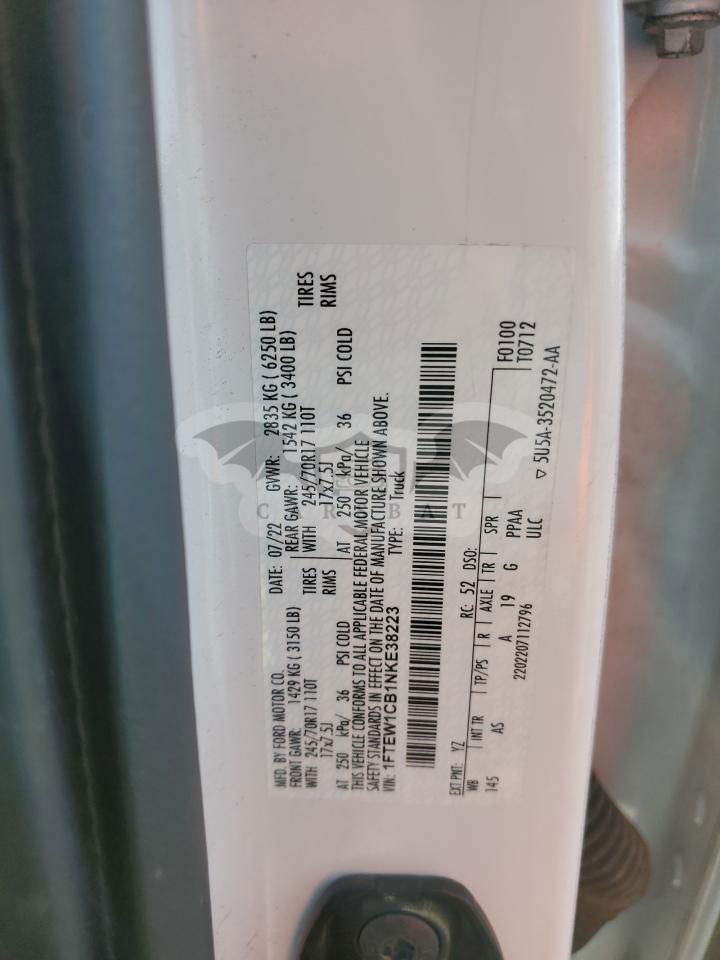 MFD. BY FORD MOTOR CO.
DATE: 07/22 GVWR: 2835 KG ( 6250 LB)
FRONT GAWR: 1429 KG ( 3150 LB) REAR GAWR: 1542 KG ( 3400 LB)
WITH 245/70R17 110T TIRES WITH 245/70R17 110T TIRES
17x7.5J RIMS 17x7.5J RIMS
AT 250 kPa/ 36 PSI COLD AT 250 kPa/ 36 PSI COLD
THIS VEHICLE CONFORMS TO ALL APPLICABLE FEDERAL MOTOR VEHICLE
SAFETY STANDARDS IN EFFECT ON THE DATE OF MANUFACTURE SHOWN ABOVE.
VIN: 1FTEW1CB1NKE38223 TYPE: Truck
EXT PNT: YZ RC: 52 DSO: F0100
WB INT TR TP/PS R AXLE TR SPR T0712
145 AS A 19 G PPAA
2202207112796 ULC
▽ 5U5A-3520472-AA
CARBAT